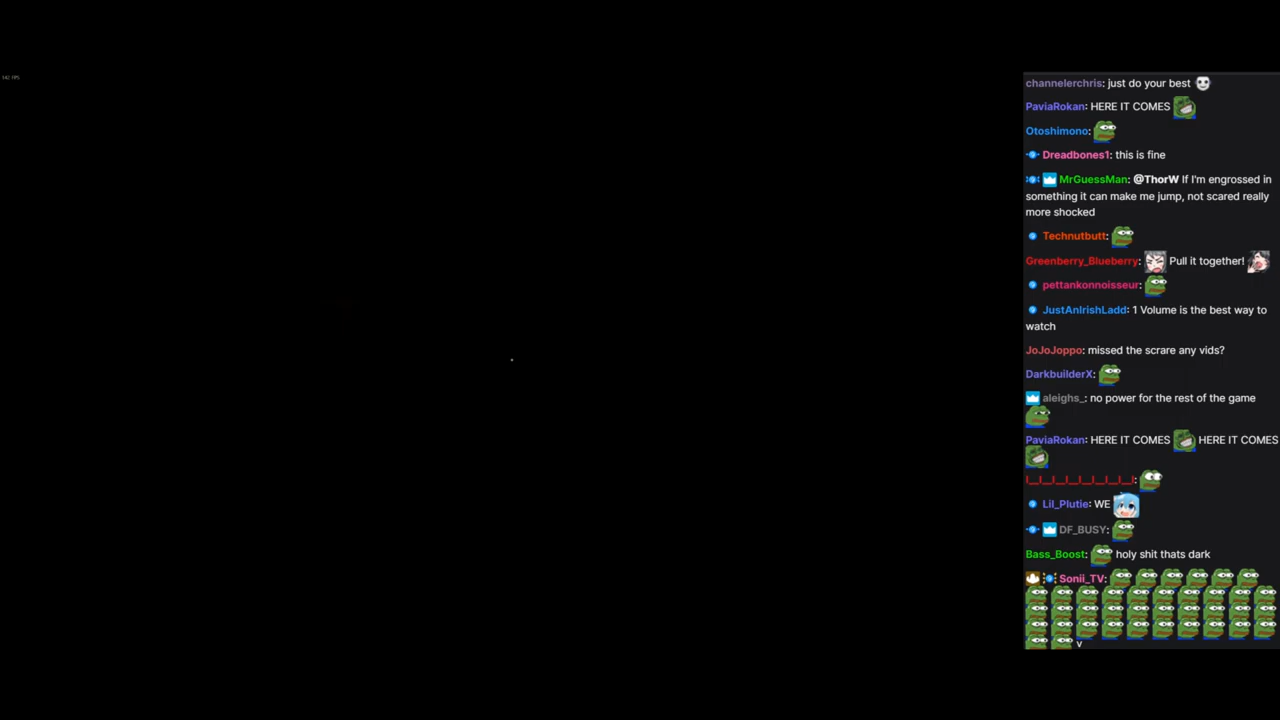 142 FPS
channelerchris: just do your best
PaviaRokan: HERE IT COMES
Otoshimono:
Dreadbones1: this is fine
MrGuessMan: @ThorW If I'm engrossed in
something it can make me jump, not scared really
more shocked
Technutbutt:
Greenberry_Blueberry: Pull it together!
pettankonnoisseur:
JustAnIrishLadd: 1 Volume is the best way to
watch
JoJoJoppo: missed the scrare any vids?
DarkbuilderX:
aleighs_: no power for the rest of the game
PaviaRokan: HERE IT COMES HERE IT COMES
Lil_Plutie: WE
DF_BUSY:
Bass_Boost: holy shit thats dark
Sonii_TV:
v